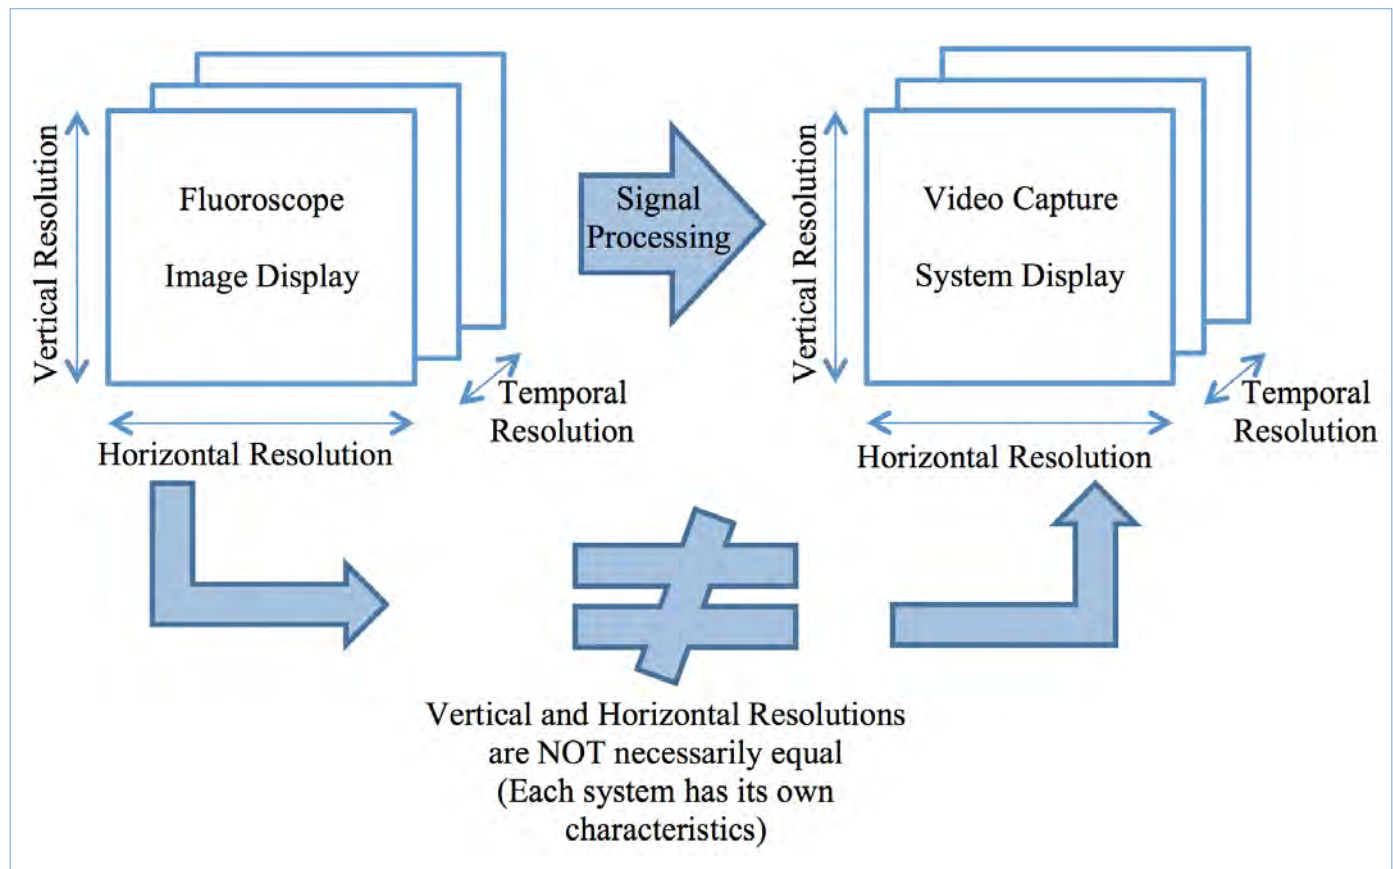 Vertical Resolution
Fluoroscope
Image Display
Temporal
Resolution
Horizontal Resolution
Signal
Processing
Vertical Resolution
Video Capture
System Display
Temporal
Resolution
Horizontal Resolution
Vertical and Horizontal Resolutions
are NOT necessarily equal
(Each system has its own
characteristics)